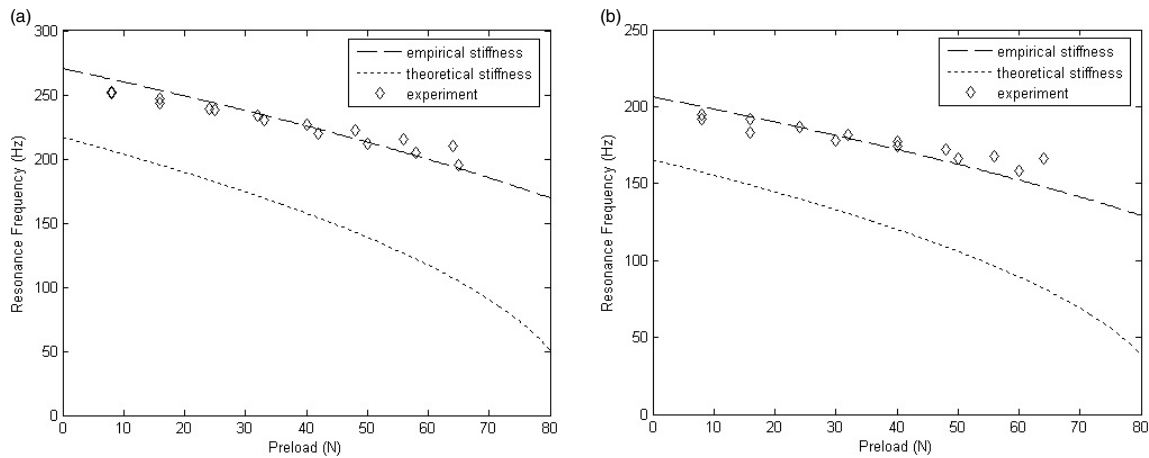 (a)
300
250
200
150
100
50
0
0 10 20 30 40 50 60 70 80
Resonance Frequency (Hz)
Preload (N)
empirical stiffness
theoretical stiffness
experiment
(b)
250
200
150
100
50
0
0 10 20 30 40 50 60 70 80
Resonance Frequency (Hz)
Preload (N)
empirical stiffness
theoretical stiffness
experiment